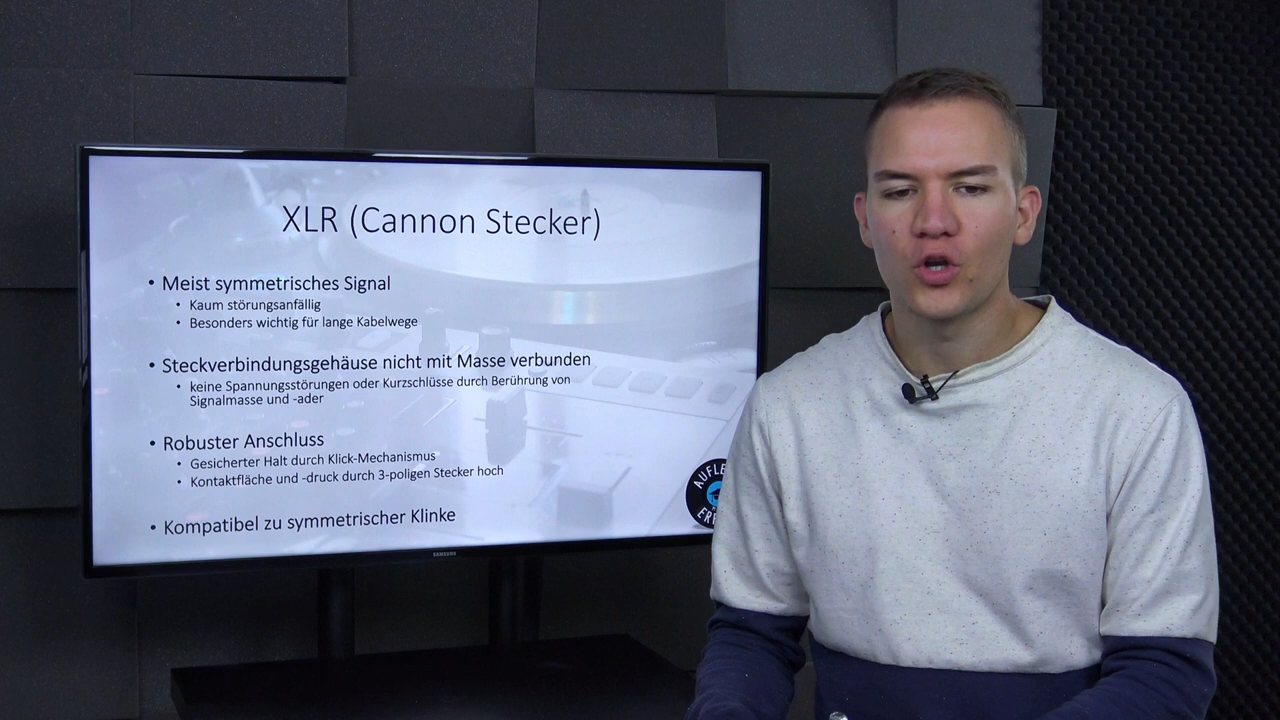 XLR (Cannon Stecker)
• Meist symmetrisches Signal
• Kaum störungsanfällig
• Besonders wichtig für lange Kabelwege
• Steckverbindungsgehäuse nicht mit Masse verbunden
• keine Spannungsstörungen oder Kurzschlüsse durch Berührung von
Signalmasse und -ader
• Robuster Anschluss
• Gesicherter Halt durch Klick-Mechanismus
• Kontaktfläche und -druck durch 3-poligen Stecker hoch
• Kompatibel zu symmetrischer Klinke
SAMSUNG